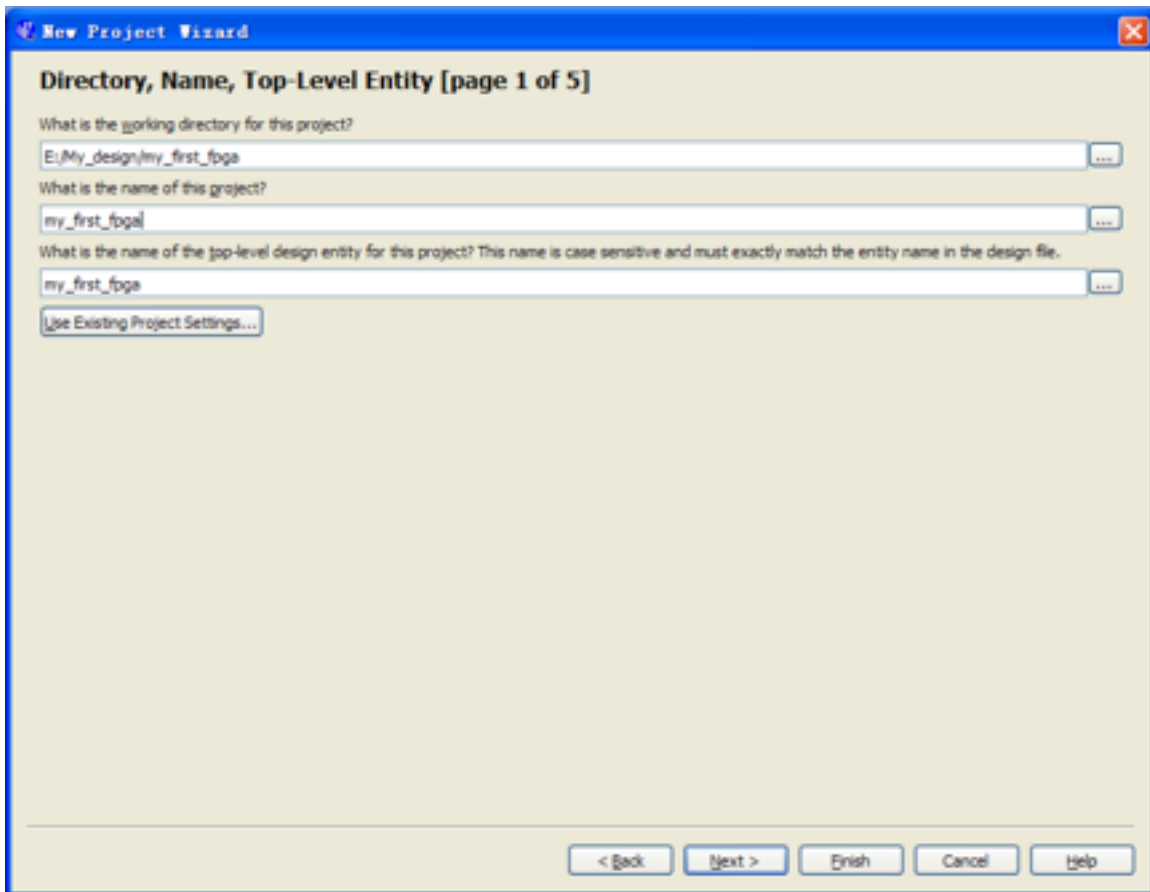 New Project Wizard
Directory, Name, Top-Level Entity [page 1 of 5]
What is the working directory for this project?
E:/My_design/my_first_fpga
...
What is the name of this project?
my_first_fpga
...
What is the name of the top-level design entity for this project? This name is case sensitive and must exactly match the entity name in the design file.
my_first_fpga
...
Use Existing Project Settings...
< Back Next > Finish Cancel Help